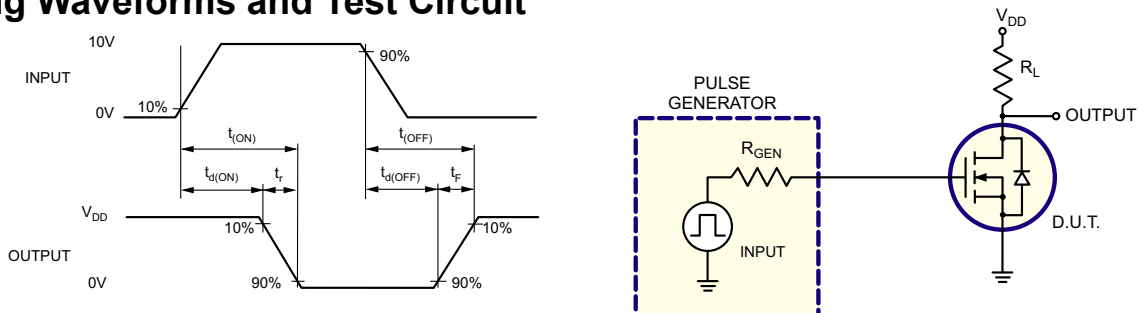 g Waveforms and Test Circuit
10V
INPUT
90%
10%
0V
t(ON)
t(OFF)
td(ON)
tr
td(OFF)
tF
VDD
10%
10%
OUTPUT
0V
90%
90%
VDD
RL
PULSE
GENERATOR
OUTPUT
RGEN
D.U.T.
INPUT